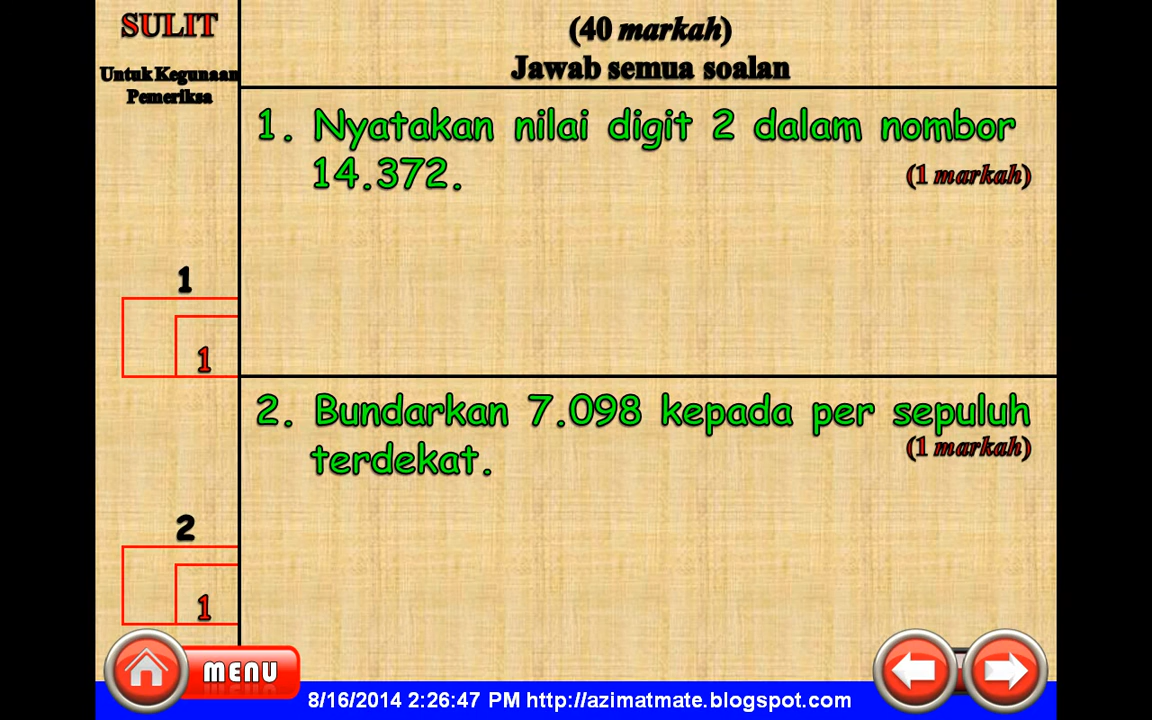 SULIT
Untuk Kegunaan
Pemeriksa
(40 markah)
Jawab semua soalan
1. Nyatakan nilai digit 2 dalam nombor
14.372.
(1 markah)
1
1
2. Bundarkan 7.098 kepada per sepuluh
terdekat.
(1 markah)
2
1
MENU
8/16/2014 2:26:47 PM http://azimatmate.blogspot.com